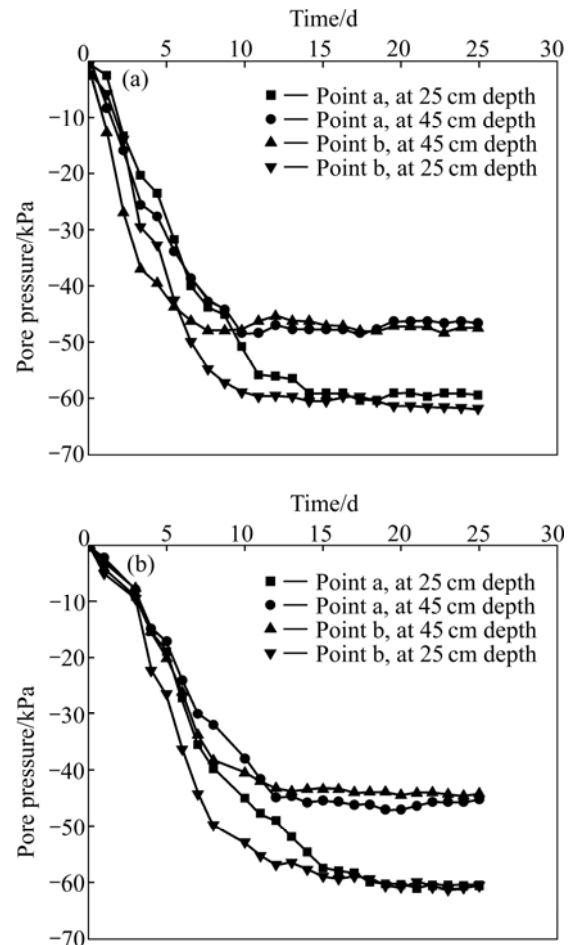 Time/d
0 5 10 15 20 25 30
0
(a)
Point a, at 25 cm depth
-10
Point a, at 45 cm depth
Point b, at 45 cm depth
-20
Point b, at 25 cm depth
-30
Pore pressure/kPa
-40
-50
-60
-70
Time/d
0 5 10 15 20 25 30
(b)
Point a, at 25 cm depth
-10
Point a, at 45 cm depth
Point b, at 45 cm depth
-20
Point b, at 25 cm depth
-30
Pore pressure/kPa
-40
-50
-60
-70